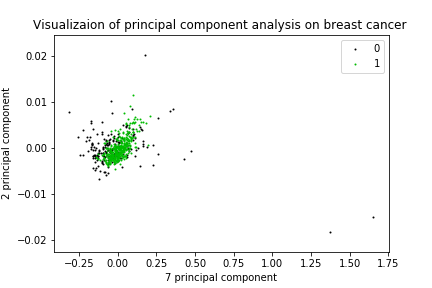 Visualizaion of principal component analysis on breast cancer
0.02
0.01
0.00
−0.01
−0.02
2 principal component
0
1
−0.25 0.00 0.25 0.50 0.75 1.00 1.25 1.50 1.75
7 principal component